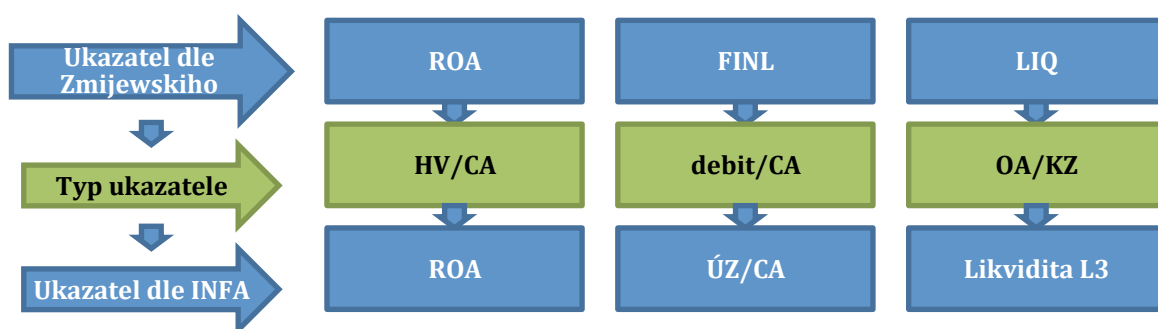 Ukazatel dle
Zmijewskiho
ROA
FINL
LIQ
Typ ukazatele
HV/CA
debit/CA
OA/KZ
Ukazatel dle INFA
ROA
ÚZ/CA
Likvidita L3